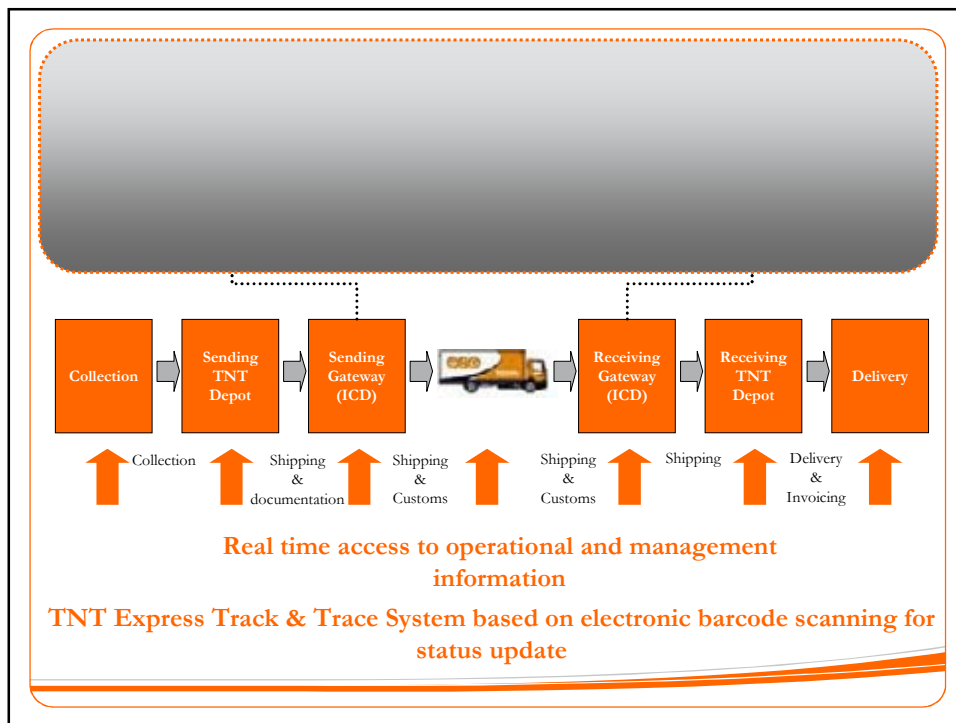 Collection
Sending
TNT
Depot
Sending
Gateway
(ICD)
Receiving
Gateway
(ICD)
Receiving
TNT
Depot
Delivery
Collection
Shipping
&
documentation
Shipping
&
Customs
Shipping
&
Customs
Shipping
Delivery
&
Invoicing
Real time access to operational and management
information
TNT Express Track & Trace System based on electronic barcode scanning for
status update